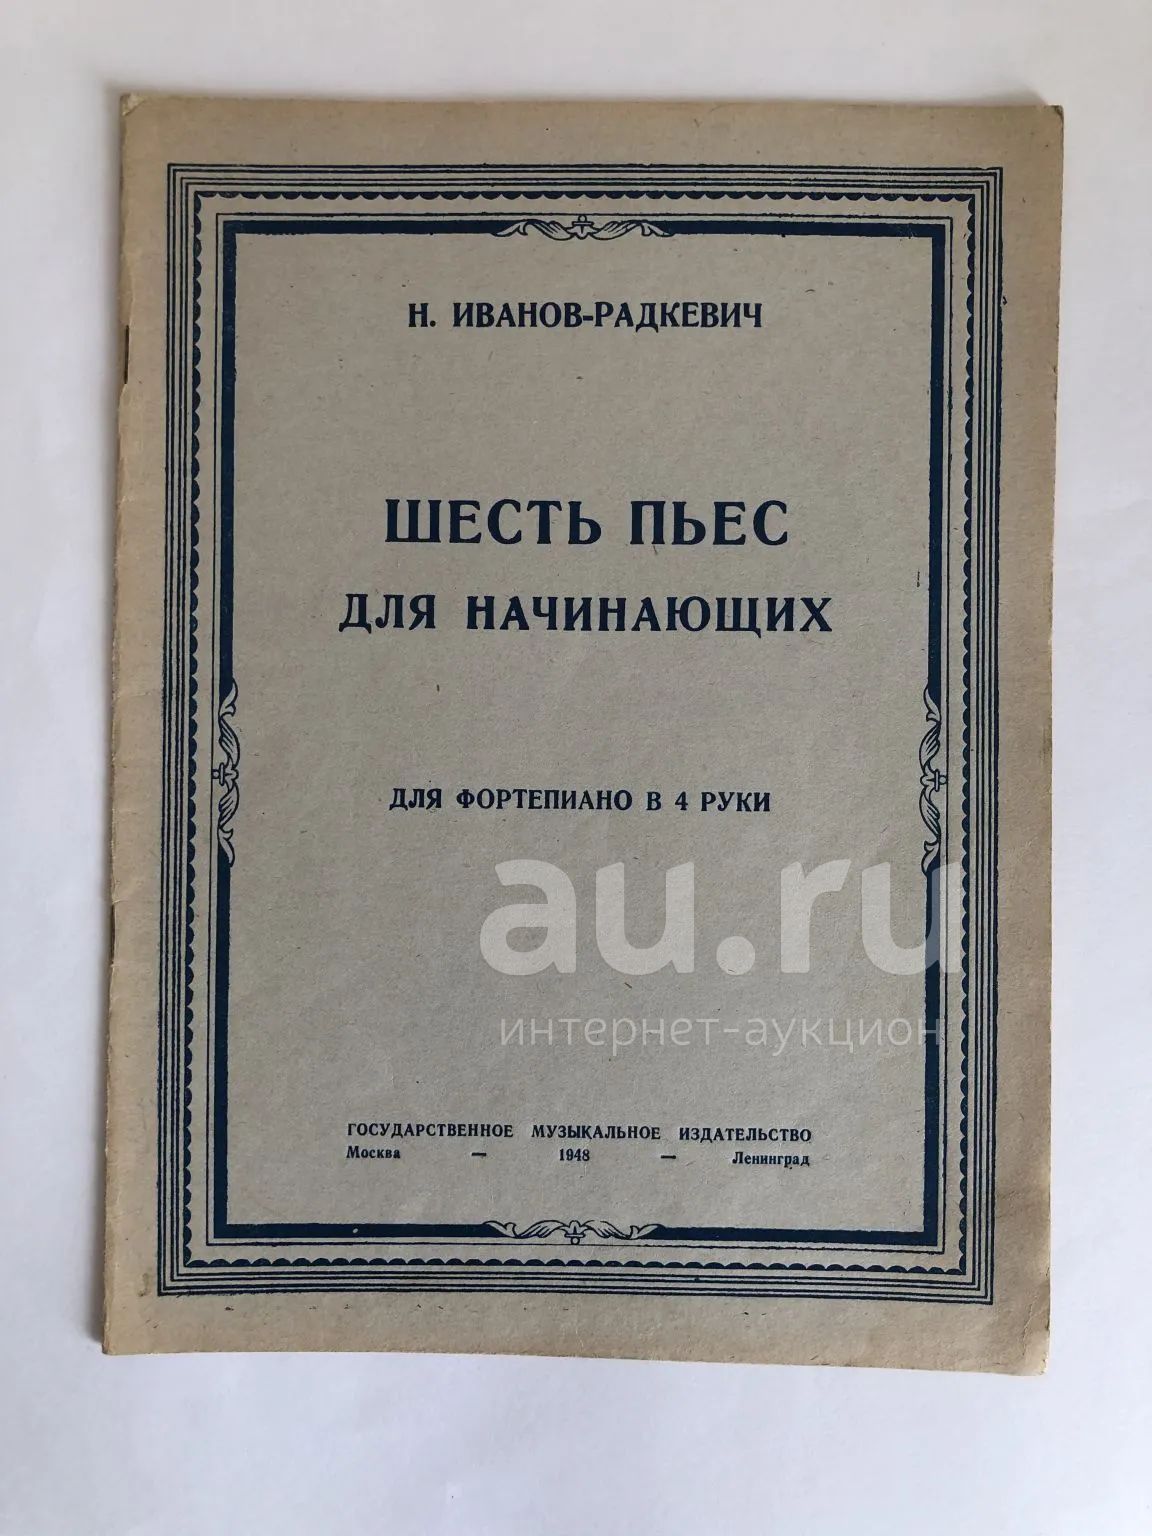 Н. ИВАНОВ-РАДКЕВИЧ
ШЕСТЬ ПЬЕС
ДЛЯ НАЧИНАЮЩИХ
ДЛЯ ФОРТЕПИАНО В 4 РУКИ
au.ru
интернет-аукцион
ГОСУДАРСТВЕННОЕ МУЗЫКАЛЬНОЕ ИЗДАТЕЛЬСТВО
Москва — 1948 — Ленинград